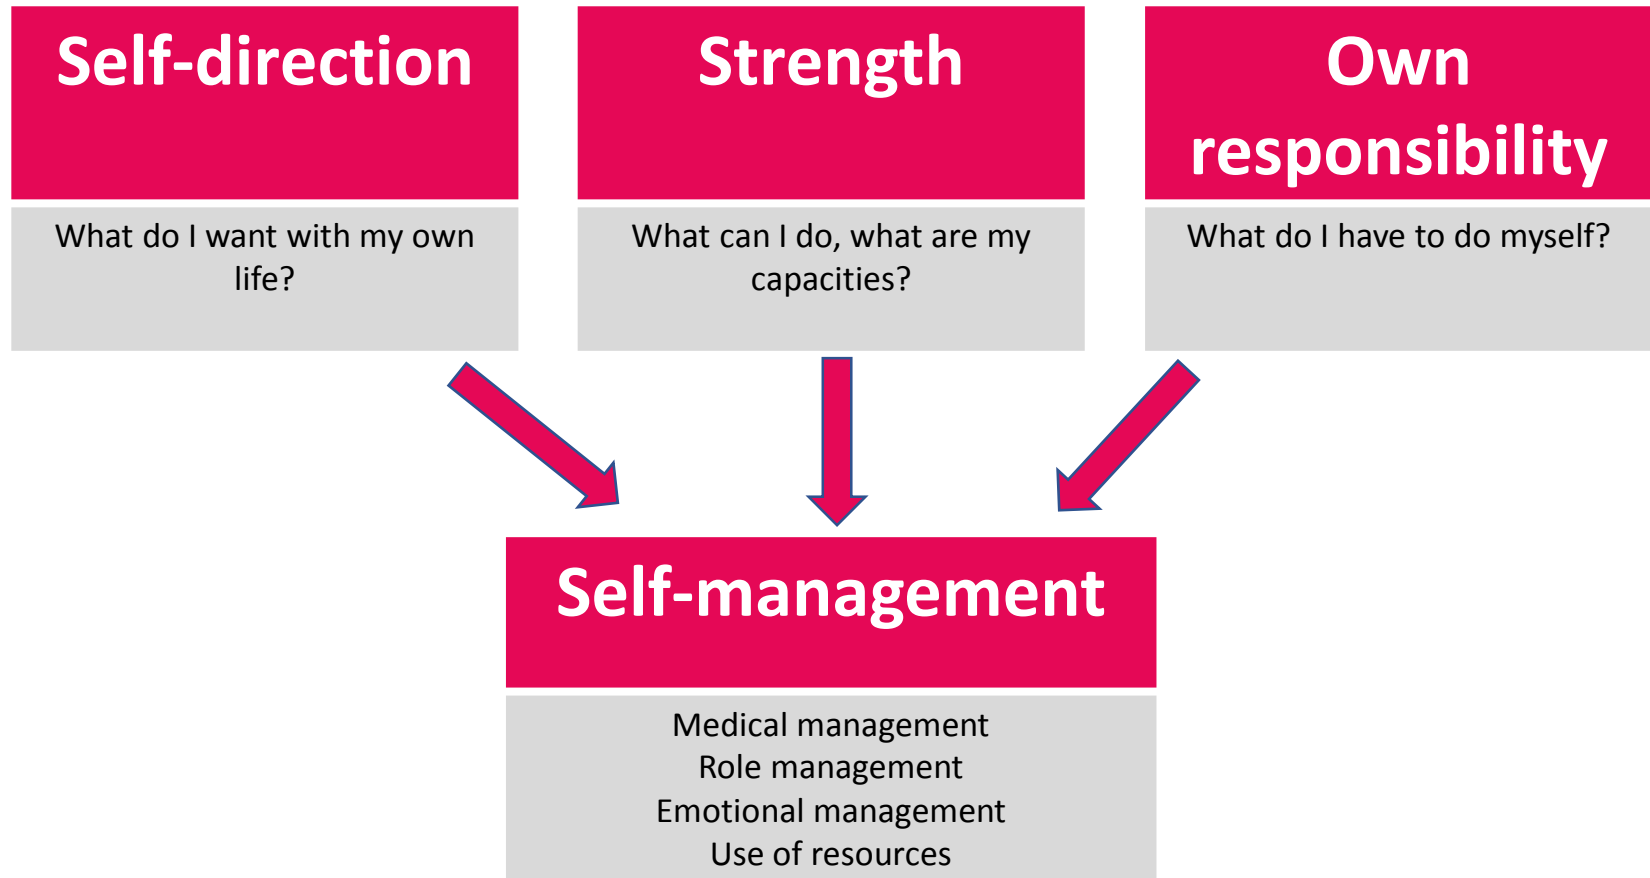 Self-direction
What do I want with my own
life?
Strength
What can I do, what are my
capacities?
Own
responsibility
What do I have to do myself?
Self-management
Medical management
Role management
Emotional management
Use of resources